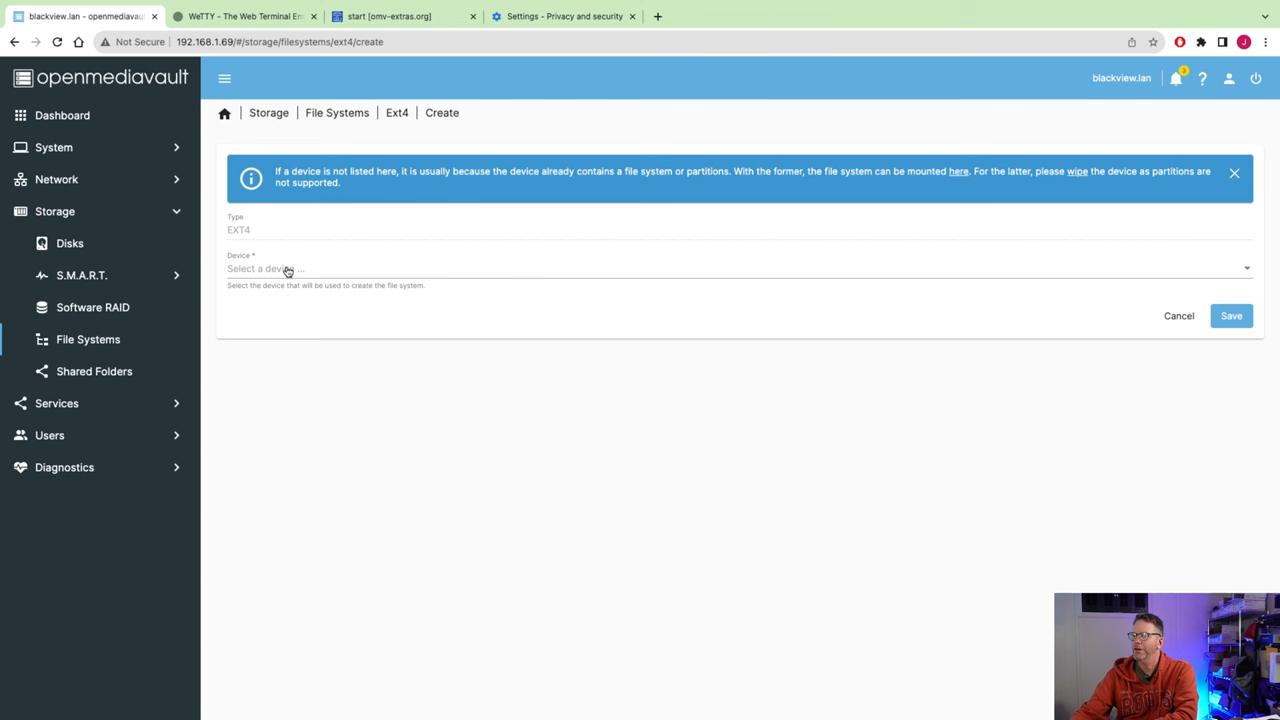 blackview.lan - openmediavau
WeTTY - The Web Terminal Em
start [omv-extras.org]
Settings - Privacy and security
Not Secure
192.168.1.69/#/storage/filesystems/ext4/create
J
openmediavault
blackview.lan
3
Dashboard
System
Network
Storage
Disks
S.M.A.R.T.
Software RAID
File Systems
Shared Folders
Services
Users
Diagnostics
Storage | File Systems | Ext4 | Create
If a device is not listed here, it is usually because the device already contains a file system or partitions. With the former, the file system can be mounted here. For the latter, please wipe the device as partitions are
not supported.
Type
EXT4
Device *
Select a device ...
Select the device that will be used to create the file system.
Cancel
Save